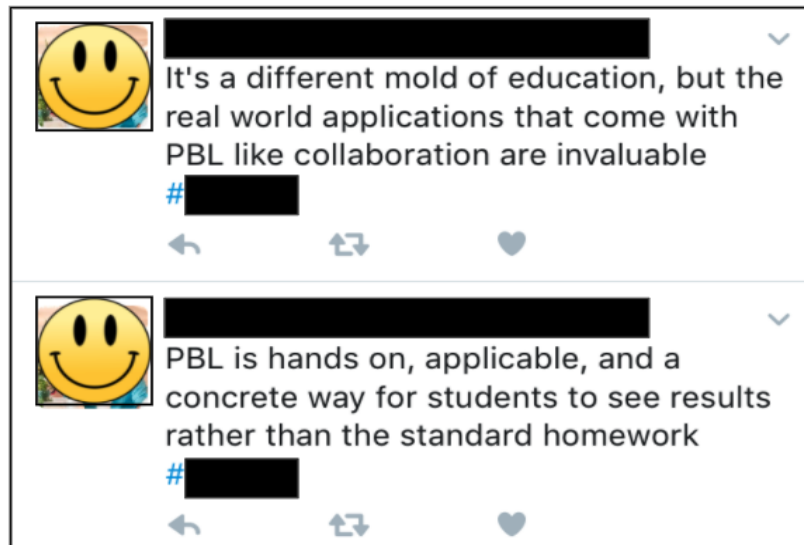 It's a different mold of education, but the
real world applications that come with
PBL like collaboration are invaluable
#
PBL is hands on, applicable, and a
concrete way for students to see results
rather than the standard homework
#